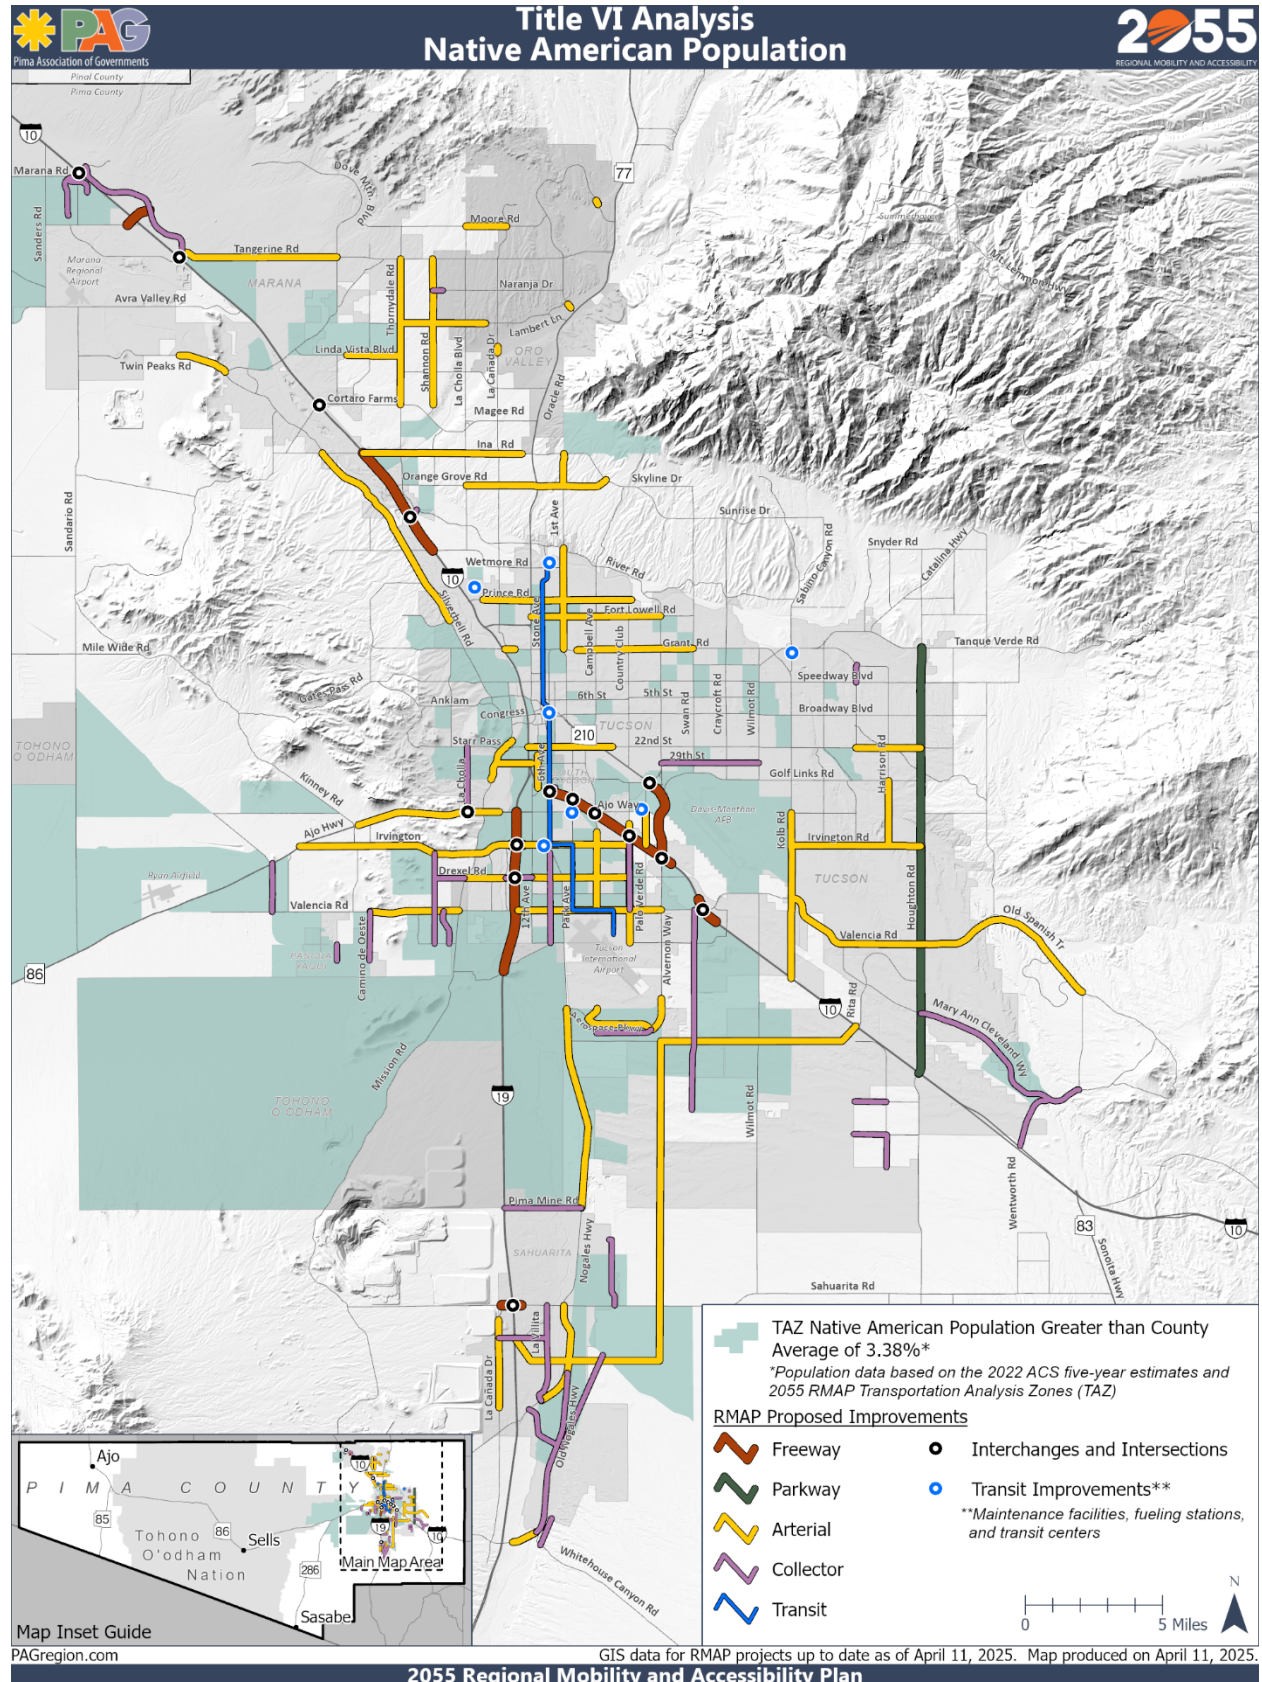 Title VI Analysis
Native American Population
PAG
Pima Association of Governments
2055
REGIONAL MOBILITY AND ACCESSIBILITY
Pinal County
Pima County
10
Marana Rd
Dove Mtn. Blvd
77
Sanders Rd
Moore Rd
Summerhaven
Tangerine Rd
Mt Lemmon Hwy
Marana
Regional
Airport
MARANA
Thornydale Rd
Naranja Dr
Avra Valley Rd
Lambert Ln
Linda Vista Blvd
Shannon Rd
La Cholla Blvd
La Cañada Dr
ORO
VALLEY
Twin Peaks Rd
Oracle Rd
Cortaro Farms
Magee Rd
Ina Rd
Orange Grove Rd
Skyline Dr
Sandario Rd
1st Ave
Sunrise Dr
Sabino Canyon Rd
Snyder Rd
Catalina Hwy
Wetmore Rd
River Rd
10
Prince Rd
Silverbell Rd
Stone Ave
Fort Lowell Rd
Campbell Ave
Country Club
Mile Wide Rd
Grant Rd
Tanque Verde Rd
Gates Pass Rd
Speedway Blvd
Anklam
6th St
5th St
Swan Rd
Craycroft Rd
Wilmot Rd
Congress
Broadway Blvd
TUCSON
210
Starr Pass
22nd St
TOHONO
O ODHAM
6th Ave
29th St
Harrison Rd
Kinney Rd
La Cholla
SOUTH
TUCSON
Golf Links Rd
Ajo Way
Davis-Monthan
AFB
Ajo Hwy
Irvington
Kolb Rd
Irvington Rd
Drexel Rd
Ryan Airfield
TUCSON
Houghton Rd
Valencia Rd
12th Ave
Park Ave
Palo Verde Rd
Old Spanish Tr
Camino de Oeste
Alvernon Way
Valencia Rd
PASCUA
YAQUI
Tucson
International
Airport
86
10
Rita Rd
Mary Ann Cleveland Wy
Aerospace Pkwy
Mission Rd
19
TOHONO
O ODHAM
Wilmot Rd
Wentworth Rd
Pima Mine Rd
83
10
SAHUARITA
Nogales Hwy
Sonoita Hwy
Sahuarita Rd
La Villita
La Cañada Dr
Old Nogales Hwy
Whitehouse Canyon Rd
TAZ Native American Population Greater than County
Average of 3.38%*
*Population data based on the 2022 ACS five-year estimates and
2055 RMAP Transportation Analysis Zones (TAZ)
RMAP Proposed Improvements
Freeway
Interchanges and Intersections
Parkway
Transit Improvements**
Arterial
**Maintenance facilities, fueling stations,
and transit centers
Collector
Transit
N
0 5 Miles
Ajo
10
PIMA COUNTY
85
86
Tohono
O'odham
Nation
Sells
19
10
286
Main Map Area
Sasabe
Map Inset Guide
PAGregion.com
GIS data for RMAP projects up to date as of April 11, 2025. Map produced on April 11, 2025.
2055 Regional Mobility and Accessibility Plan